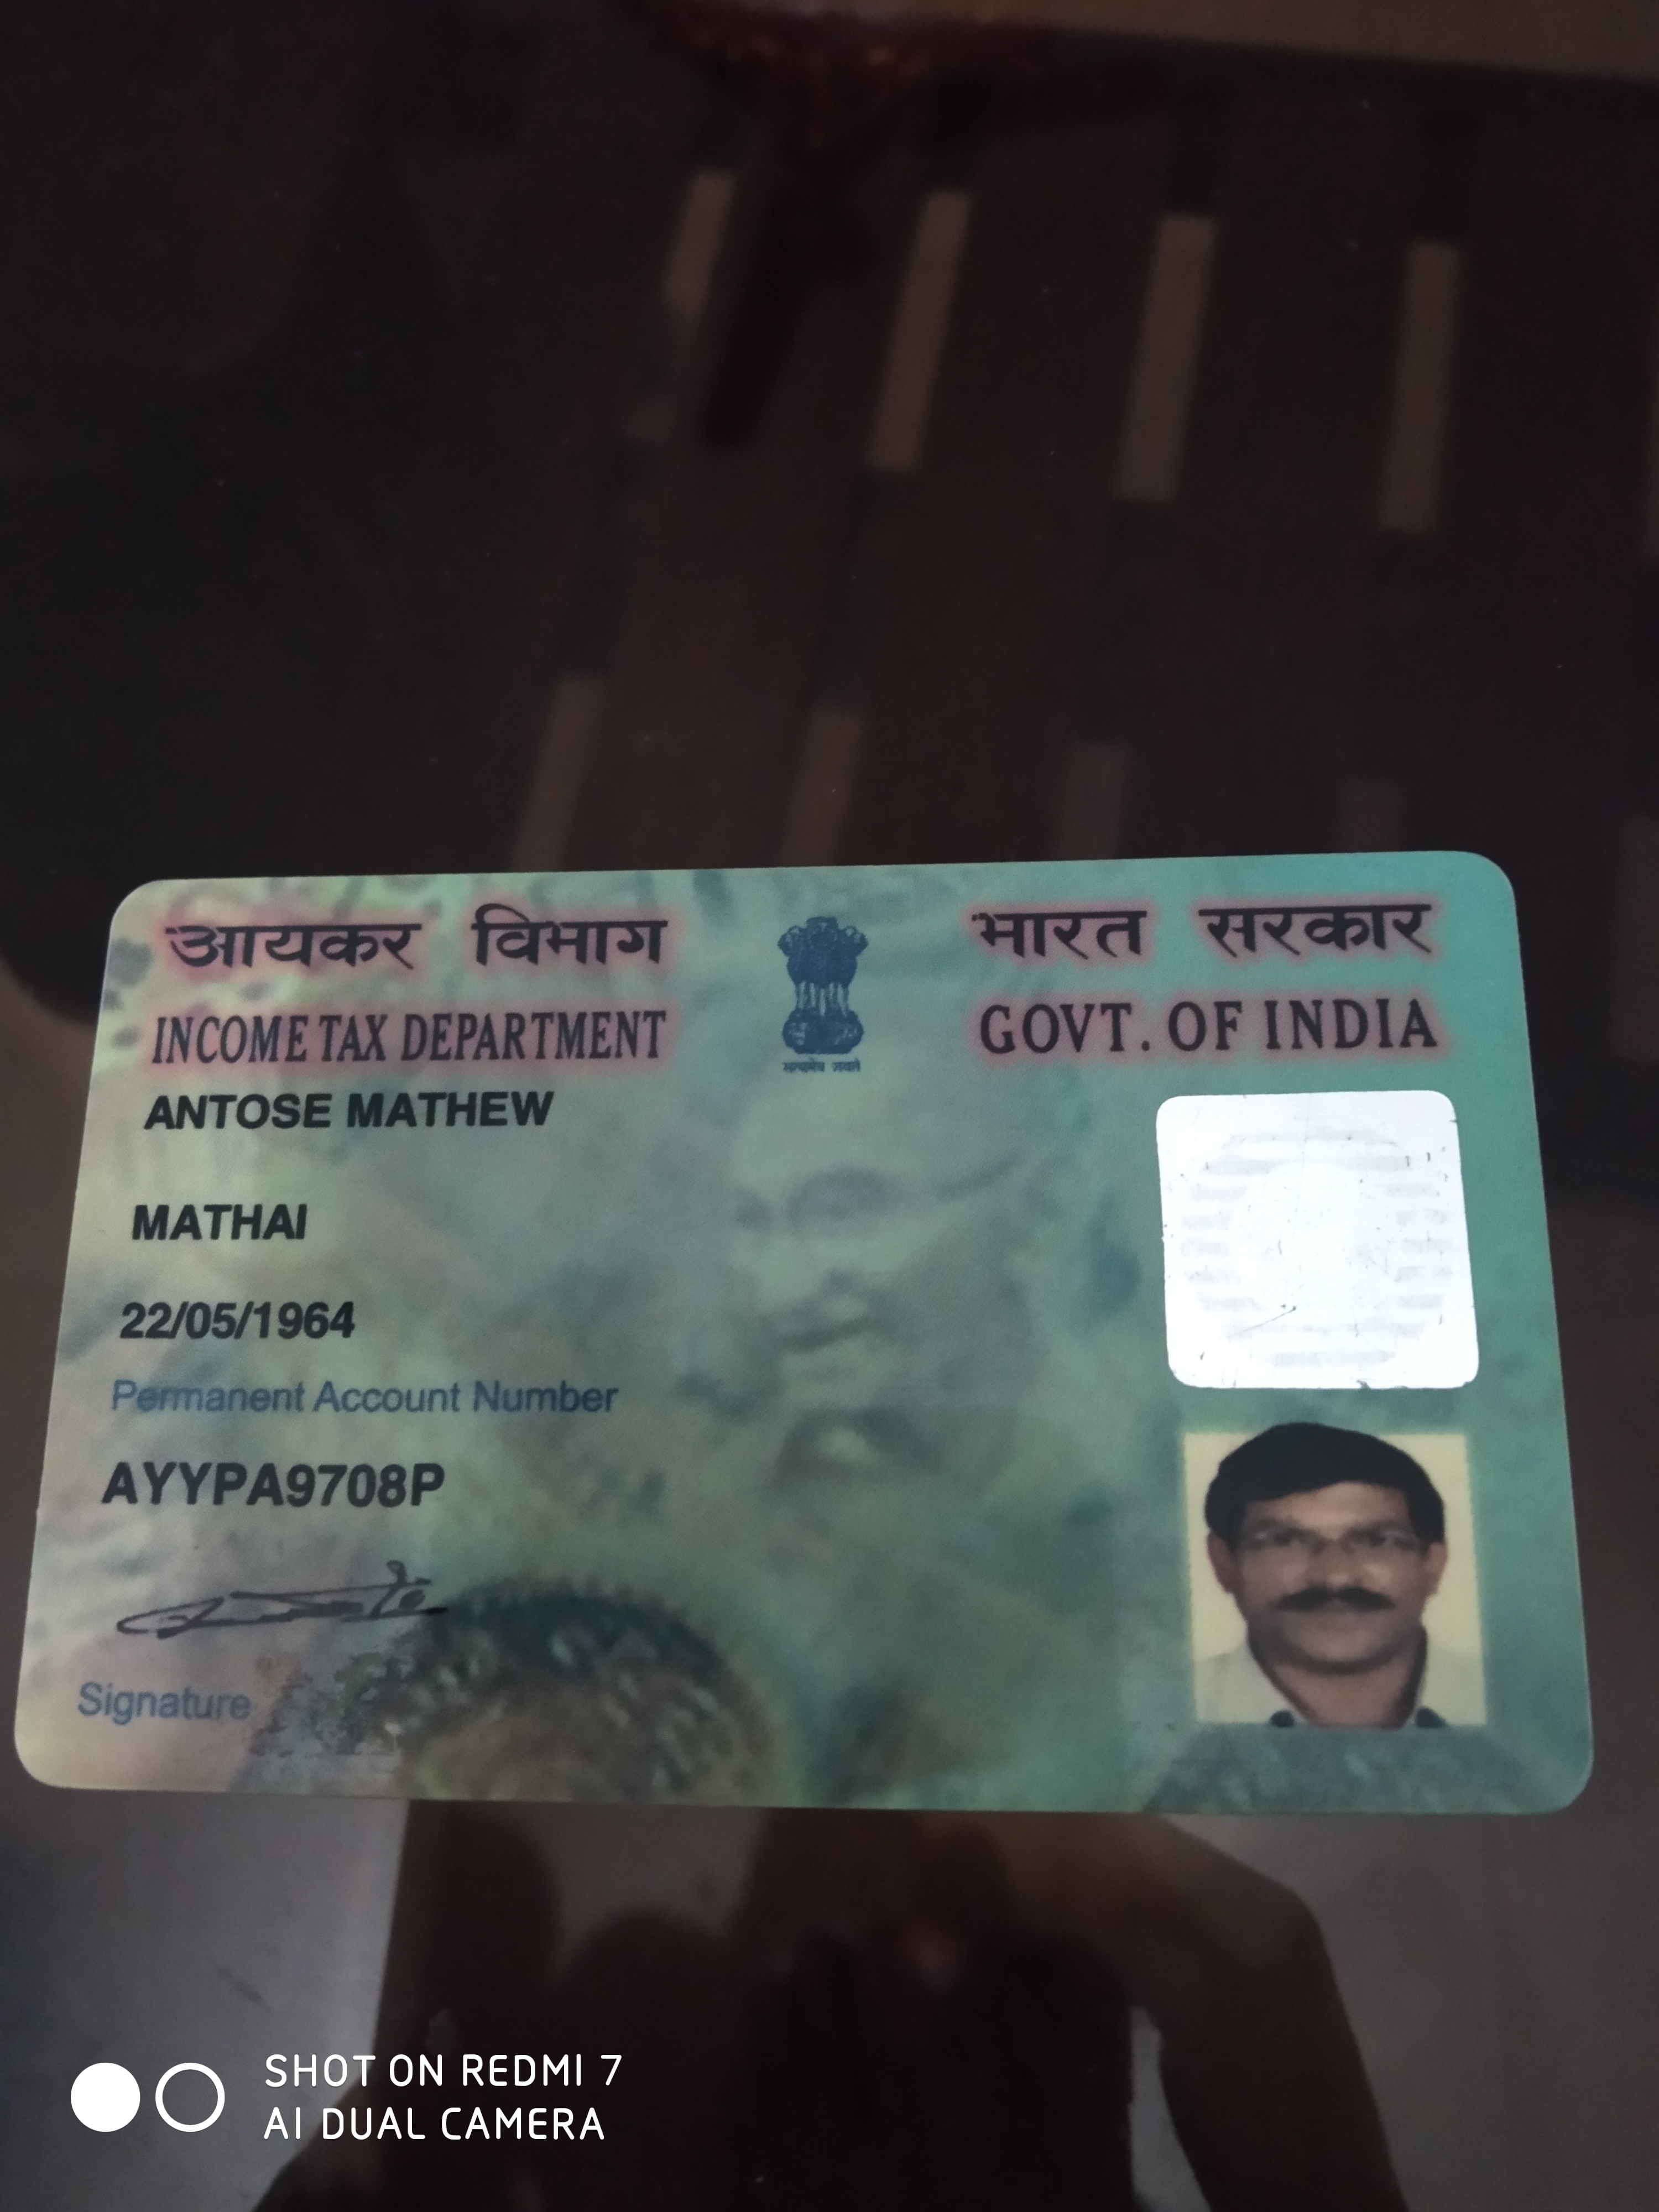 आयकर विभाग
INCOME TAX DEPARTMENT
भारत सरकार
GOVT. OF INDIA
सत्यमेव जयते
ANTOSE MATHEW
MATHAI
22/05/1964
Permanent Account Number
AYYPA9708P
Signature
SHOT ON REDMI 7
AI DUAL CAMERA